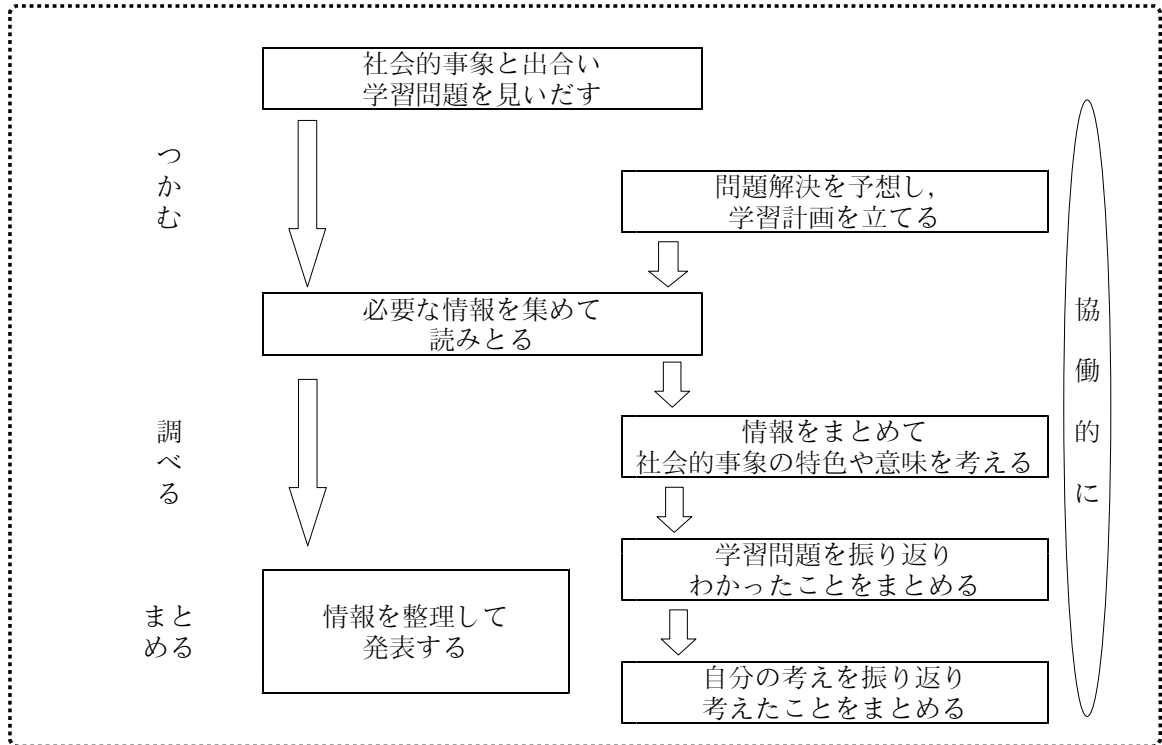 社会的事象と出合い
学習問題を見いだす
つかむ
問題解決を予想し，
学習計画を立てる
必要な情報を集めて
読みとる
調べる
情報をまとめて
社会的事象の特色や意味を考える
学習問題を振り返り
わかったことをまとめる
まと
める
情報を整理して
発表する
自分の考えを振り返り
考えたことをまとめる
協働的に